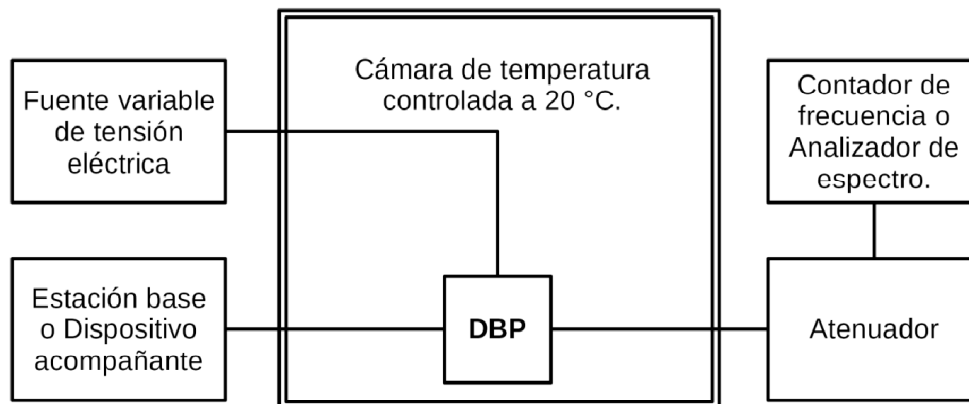 Fuente variable
de tensión
eléctrica
Cámara de temperatura
controlada a 20 °C.
Contador de
frecuencia o
Analizador de
espectro.
Estación base
o Dispositivo
acompañante
DBP
Atenuador